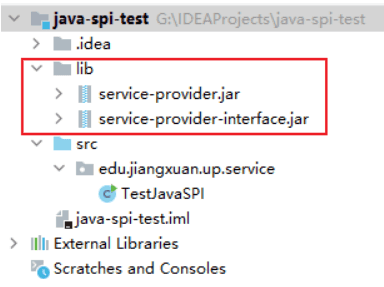 java-spi-test G:\IDEAProjects\java-spi-test
.idea
lib
service-provider.jar
service-provider-interface.jar
src
edu.jiangxuan.up.service
TestJavaSPI
java-spi-test.iml
External Libraries
Scratches and Consoles